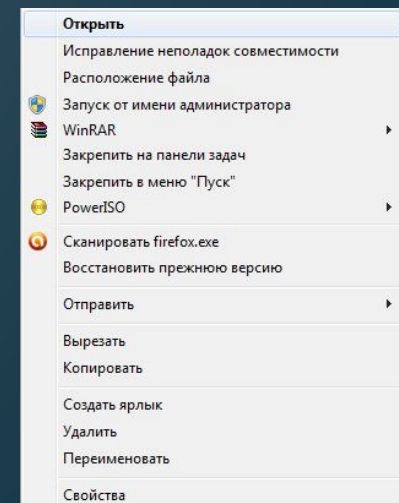 Открыть
Исправление неполадок совместимости
Расположение файла
Запуск от имени администратора
WinRAR
Закрепить на панели задач
Закрепить в меню "Пуск"
PowerISO
Сканировать firefox.exe
Восстановить прежнюю версию
Отправить
Вырезать
Копировать
Создать ярлык
Удалить
Переименовать
Свойства